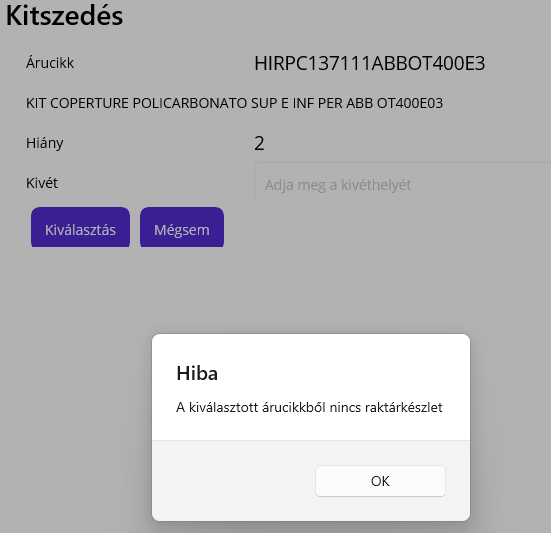 Kitszedés
Árucikk HIRPC137111ABBOT400E3
KIT COPERTURE POLICARBONATO SUP E INF PER ABB OT400E03
Hiány 2
Kivét Adja meg a kivéthelyét
Kiválasztás Mégsem
Hiba
A kiválasztott árucikkből nincs raktárkészlet
OK